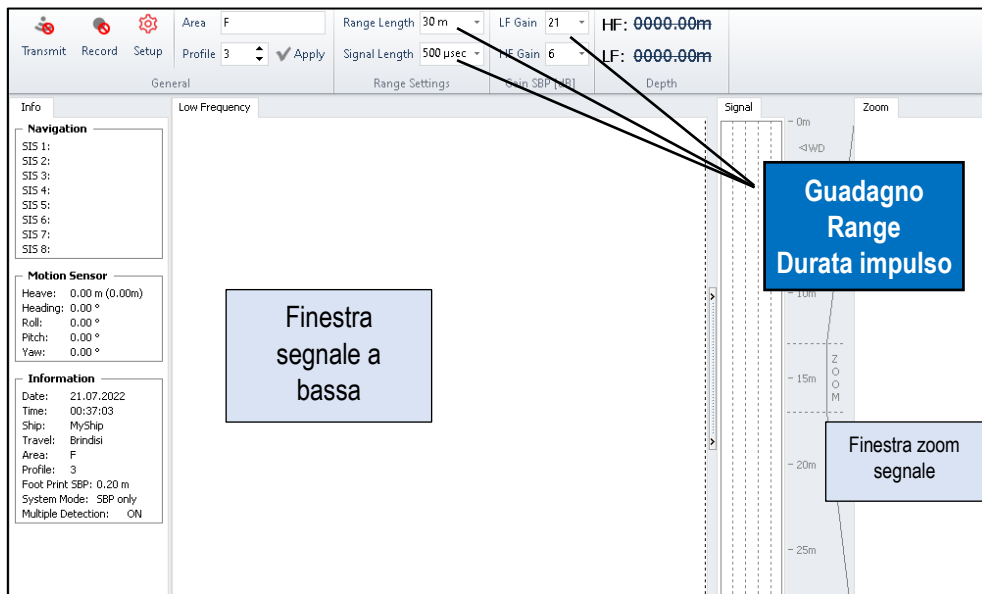 Area F Range Length 30 m LF Gain 21 HF: 0000.00m
Transmit Record Setup Profile 3 Apply Signal Length 500 µsec HF Gain 6 LF: 0000.00m
General Range Settings Gain SBP [dB] Depth
Info Low Frequency Signal Zoom
Navigation
SIS 1:
SIS 2:
SIS 3:
SIS 4:
SIS 5:
SIS 6:
SIS 7:
SIS 8:
Motion Sensor
Heave: 0.00 m (0.00m)
Heading: 0.00 °
Roll: 0.00 °
Pitch: 0.00 °
Yaw: 0.00 °
Information
Date: 21.07.2022
Time: 00:37:03
Ship: MyShip
Travel: Brindisi
Area: F
Profile: 3
Foot Print SBP: 0.20 m
System Mode: SBP only
Multiple Detection: ON
Finestra
segnale a
bassa
0m
WD
10m
15m
20m
25m
Z
O
O
M
Guadagno
Range
Durata impulso
Finestra zoom
segnale